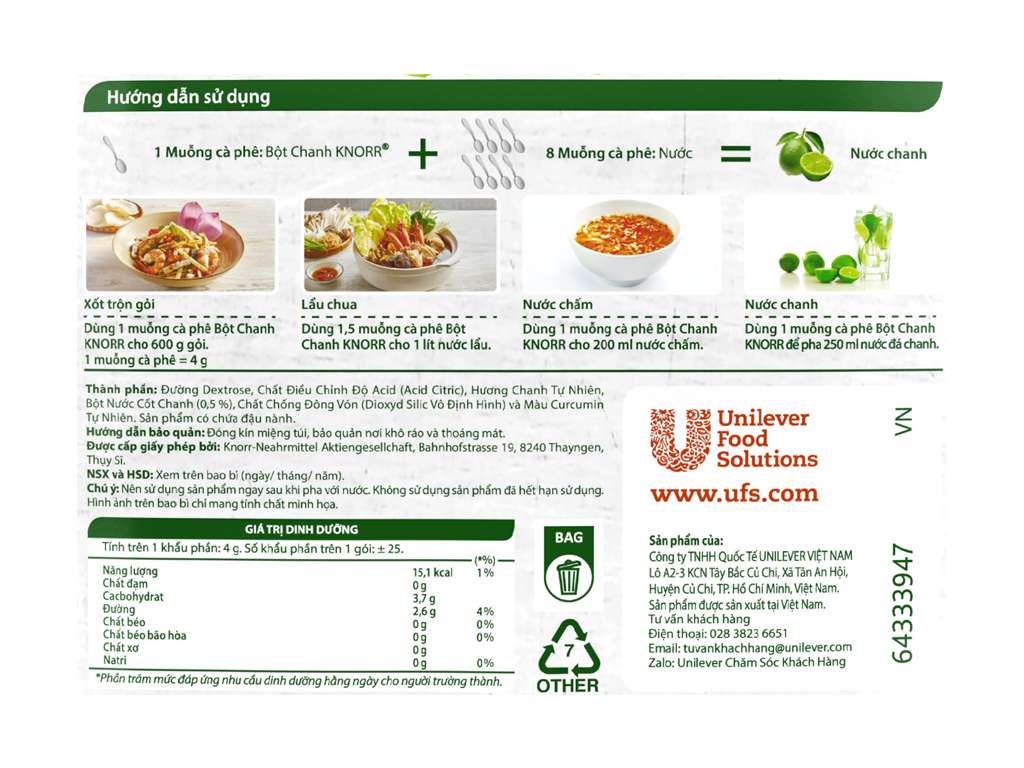 Hướng dẫn sử dụng
1 Muỗng cà phê: Bột Chanh KNORR® + 8 Muỗng cà phê: Nước = Nước chanh
Xốt trộn gỏi
Dùng 1 muỗng cà phê Bột Chanh
KNORR cho 600 g gỏi.
1 muỗng cà phê = 4 g
Lẩu chua
Dùng 1,5 muỗng cà phê Bột
Chanh KNORR cho 1 lít nước lẩu.
Nước chấm
Dùng 1 muỗng cà phê Bột Chanh
KNORR cho 200 ml nước chấm.
Nước chanh
Dùng 1 muỗng cà phê Bột Chanh
KNORR để pha 250 ml nước đá chanh.
Thành phần: Đường Dextrose, Chất Điều Chỉnh Độ Acid (Acid Citric), Hương Chanh Tự Nhiên,
Bột Nước Cốt Chanh (0,5 %), Chất Chống Đông Vón (Dioxyd Silic Vô Định Hình) và Màu Curcumin
Tự Nhiên. Sản phẩm có chứa đậu nành.
Hướng dẫn bảo quản: Đóng kín miệng túi, bảo quản nơi khô ráo và thoáng mát.
Được cấp giấy phép bởi: Knorr-Neahrmittel Aktiengesellchaft, Bahnhofstrasse 19, 8240 Thayngen,
Thụy Sĩ.
NSX và HSD: Xem trên bao bì (ngày/ tháng/ năm).
Chú ý: Nên sử dụng sản phẩm ngay sau khi pha với nước. Không sử dụng sản phẩm đã hết hạn sử dụng.
Hình ảnh trên bao bì chỉ mang tính chất minh họa.
GIÁ TRỊ DINH DƯỠNG
Tính trên 1 khẩu phần: 4 g. Số khẩu phần trên 1 gói: ± 25.
(*%)
Năng lượng 15,1 kcal 1%
Chất đạm 0 g
Cacbohydrat 3,7 g
Đường 2,6 g 4%
Chất béo 0 g 0%
Chất béo bão hòa 0 g 0%
Chất xơ 0 g
Natri 0 g 0%
*Phần trăm mức đáp ứng nhu cầu dinh dưỡng hằng ngày cho người trưởng thành.
BAG
7
OTHER
Unilever
Food
Solutions
www.ufs.com
Sản phẩm của:
Công ty TNHH Quốc Tế UNILEVER VIỆT NAM
Lô A2-3 KCN Tây Bắc Củ Chi, Xã Tân An Hội,
Huyện Củ Chi, TP. Hồ Chí Minh, Việt Nam.
Sản phẩm được sản xuất tại Việt Nam.
Tư vấn khách hàng
Điện thoại: 028 3823 6651
Email: tuvankhachhang@unilever.com
Zalo: Unilever Chăm Sóc Khách Hàng
VN
64333947